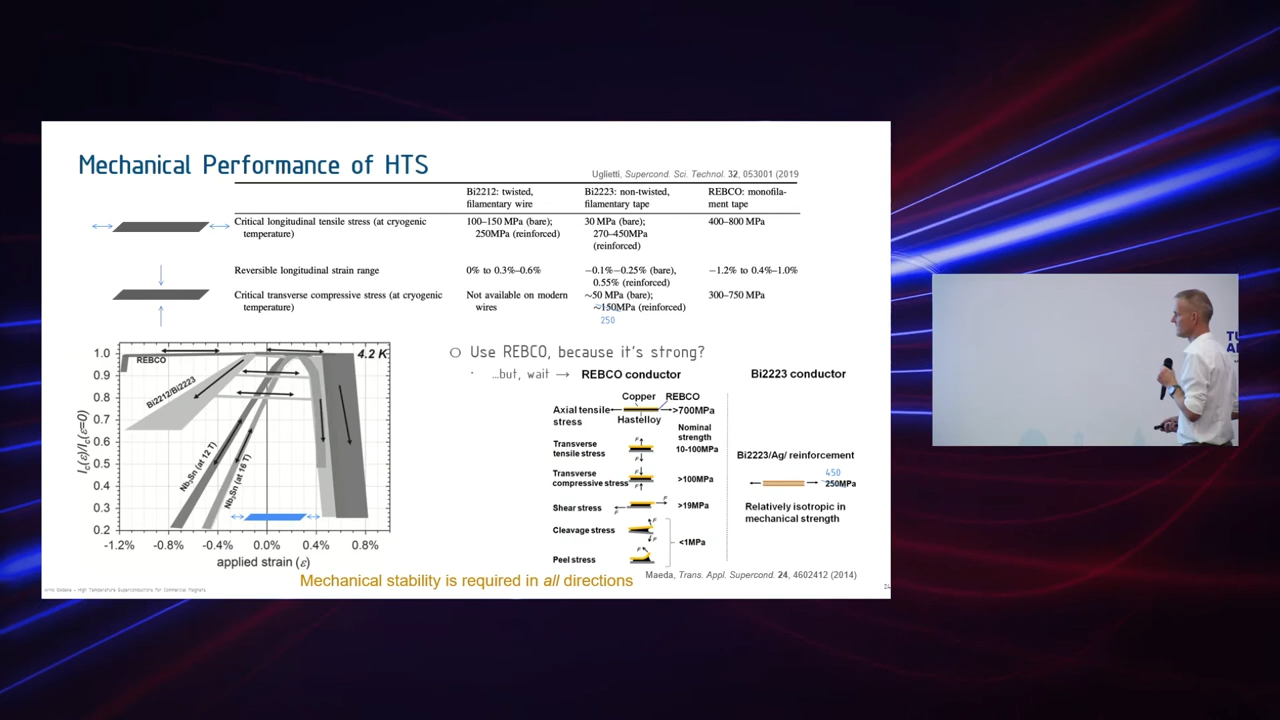 Mechanical Performance of HTS
Uglietti, Supercond. Sci. Technol. 32, 053001 (2019
Bi2212: twisted, filamentary wire
Bi2223: non-twisted, filamentary tape
REBCO: monofila-ment tape
Critical longitudinal tensile stress (at cryogenic temperature)
100–150 MPa (bare); 250MPa (reinforced)
30 MPa (bare); 270–450MPa (reinforced)
400–800 MPa
Reversible longitudinal strain range
0% to 0.3%–0.6%
−0.1%–0.25% (bare), 0.55% (reinforced)
−1.2% to 0.4%–1.0%
Critical transverse compressive stress (at cryogenic temperature)
Not available on modern wires
~50 MPa (bare); ~150MPa (reinforced)
250
300–750 MPa
Ic(ε)/Ic(ε=0)
1.0
0.9
0.8
0.7
0.6
0.5
0.4
0.3
0.2
REBCO
4.2 K
Bi2212/Bi2223
Nb3Sn (at 12 T)
Nb3Sn (at 16 T)
-1.2% -0.8% -0.4% 0.0% 0.4% 0.8%
applied strain (ε)
Use REBCO, because it's strong?
...but, wait → REBCO conductor
Bi2223 conductor
Copper REBCO
Axial tensile stress
Hastelloy
>700MPa
Nominal strength
Transverse tensile stress
F
F
10-100MPa
Transverse compressive stress
F
F
>100MPa
Shear stress
F
F
>19MPa
Cleavage stress
F
F
<1MPa
Peel stress
F
Bi2223/Ag/ reinforcement
450
250MPa
Relatively isotropic in mechanical strength
Maeda, Trans. Appl. Supercond. 24, 4602412 (2014)
Mechanical stability is required in all directions
High Temperature Superconductors for Commercial Magnets
TU
A